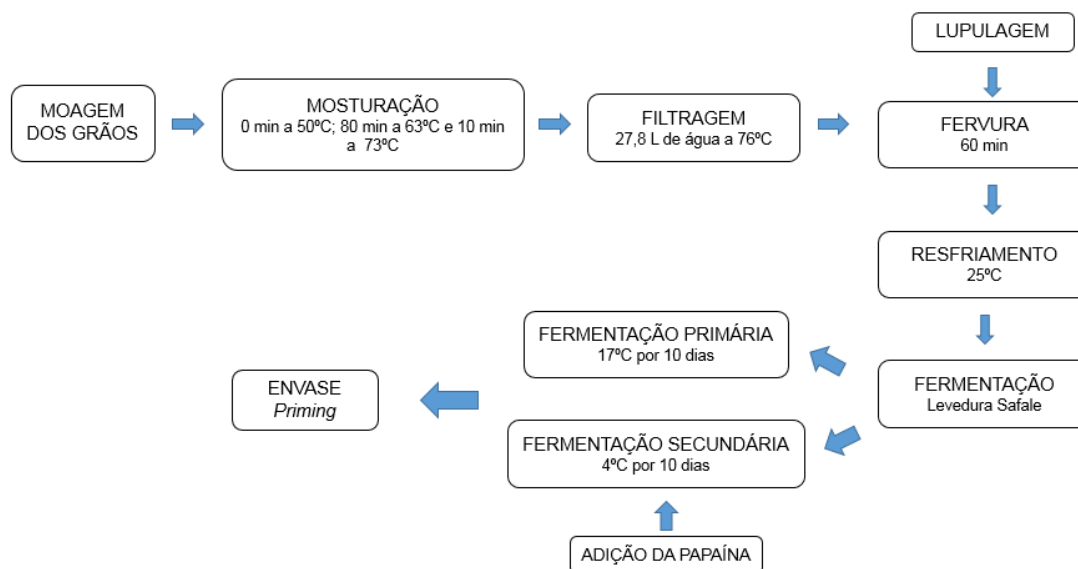 LUPULAGEM
MOAGEM
DOS GRÃOS
MOSTURAÇÃO
0 min a 50ºC; 80 min a 63ºC e 10 min
a 73ºC
FILTRAGEM
27,8 L de água a 76ºC
FERVURA
60 min
RESFRIAMENTO
25ºC
FERMENTAÇÃO
Levedura Safale
FERMENTAÇÃO PRIMÁRIA
17ºC por 10 dias
FERMENTAÇÃO SECUNDÁRIA
4ºC por 10 dias
ADIÇÃO DA PAPAÍNA
ENVASE
Priming